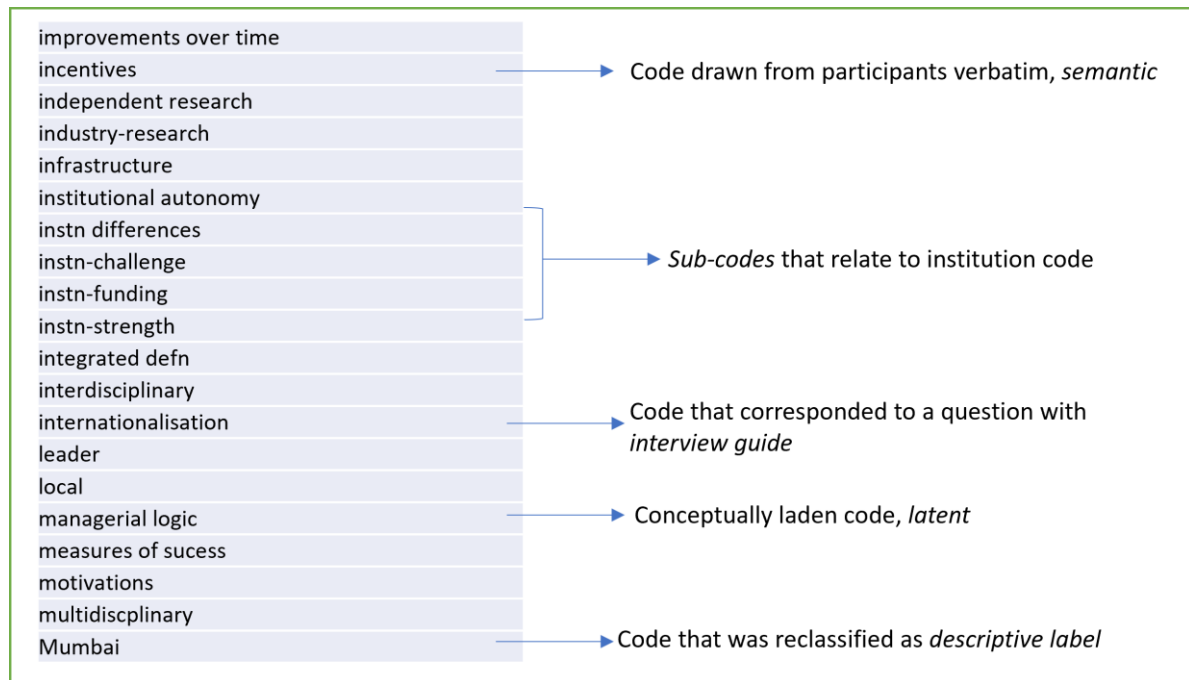 improvements over time
incentives
Code drawn from participants verbatim, semantic
independent research
industry-research
infrastructure
institutional autonomy
instn differences
instn-challenge
Sub-codes that relate to institution code
instn-funding
instn-strength
integrated defn
interdisciplinary
internationalisation
Code that corresponded to a question with
interview guide
leader
local
managerial logic
Conceptually laden code, latent
measures of sucess
motivations
multidiscplinary
Mumbai
Code that was reclassified as descriptive label